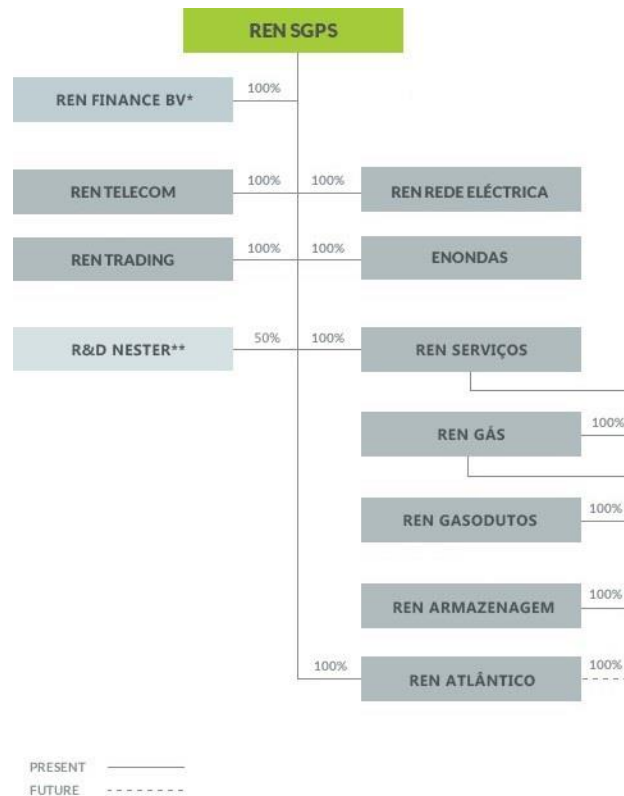 REN SGPS
100%
REN FINANCE BV*
100% 100%
REN TELECOM REN REDE ELÉCTRICA
100% 100%
REN TRADING ENONDAS
50% 100%
R&D NESTER** REN SERVIÇOS
100%
REN GÁS
100%
REN GASODUTOS
100%
REN ARMAZENAGEM
100% 100%
REN ATLÂNTICO
PRESENT
FUTURE